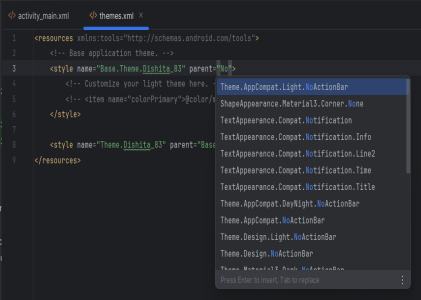 activity_main.xml
themes.xml
1 <resources xmlns:tools="http://schemas.android.com/tools">
2 <!-- Base application theme. -->
3 <style name="Base.Theme.Dishita_83" parent="No">
4 <!-- Customize your light theme here.
5 <!-- <item name="colorPrimary">@color/
6 </style>
7
8 <style name="Theme.Dishita_83" parent="Base
9 </resources>
Theme.AppCompat.Light.NoActionBar
ShapeAppearance.Material3.Corner.None
TextAppearance.Compat.Notification
TextAppearance.Compat.Notification.Info
TextAppearance.Compat.Notification.Line2
TextAppearance.Compat.Notification.Time
TextAppearance.Compat.Notification.Title
Theme.AppCompat.DayNight.NoActionBar
Theme.AppCompat.NoActionBar
Theme.Design.Light.NoActionBar
Theme.Design.NoActionBar
Theme.Material3.Dark.NoActionBar
Press Enter to insert, Tab to replace